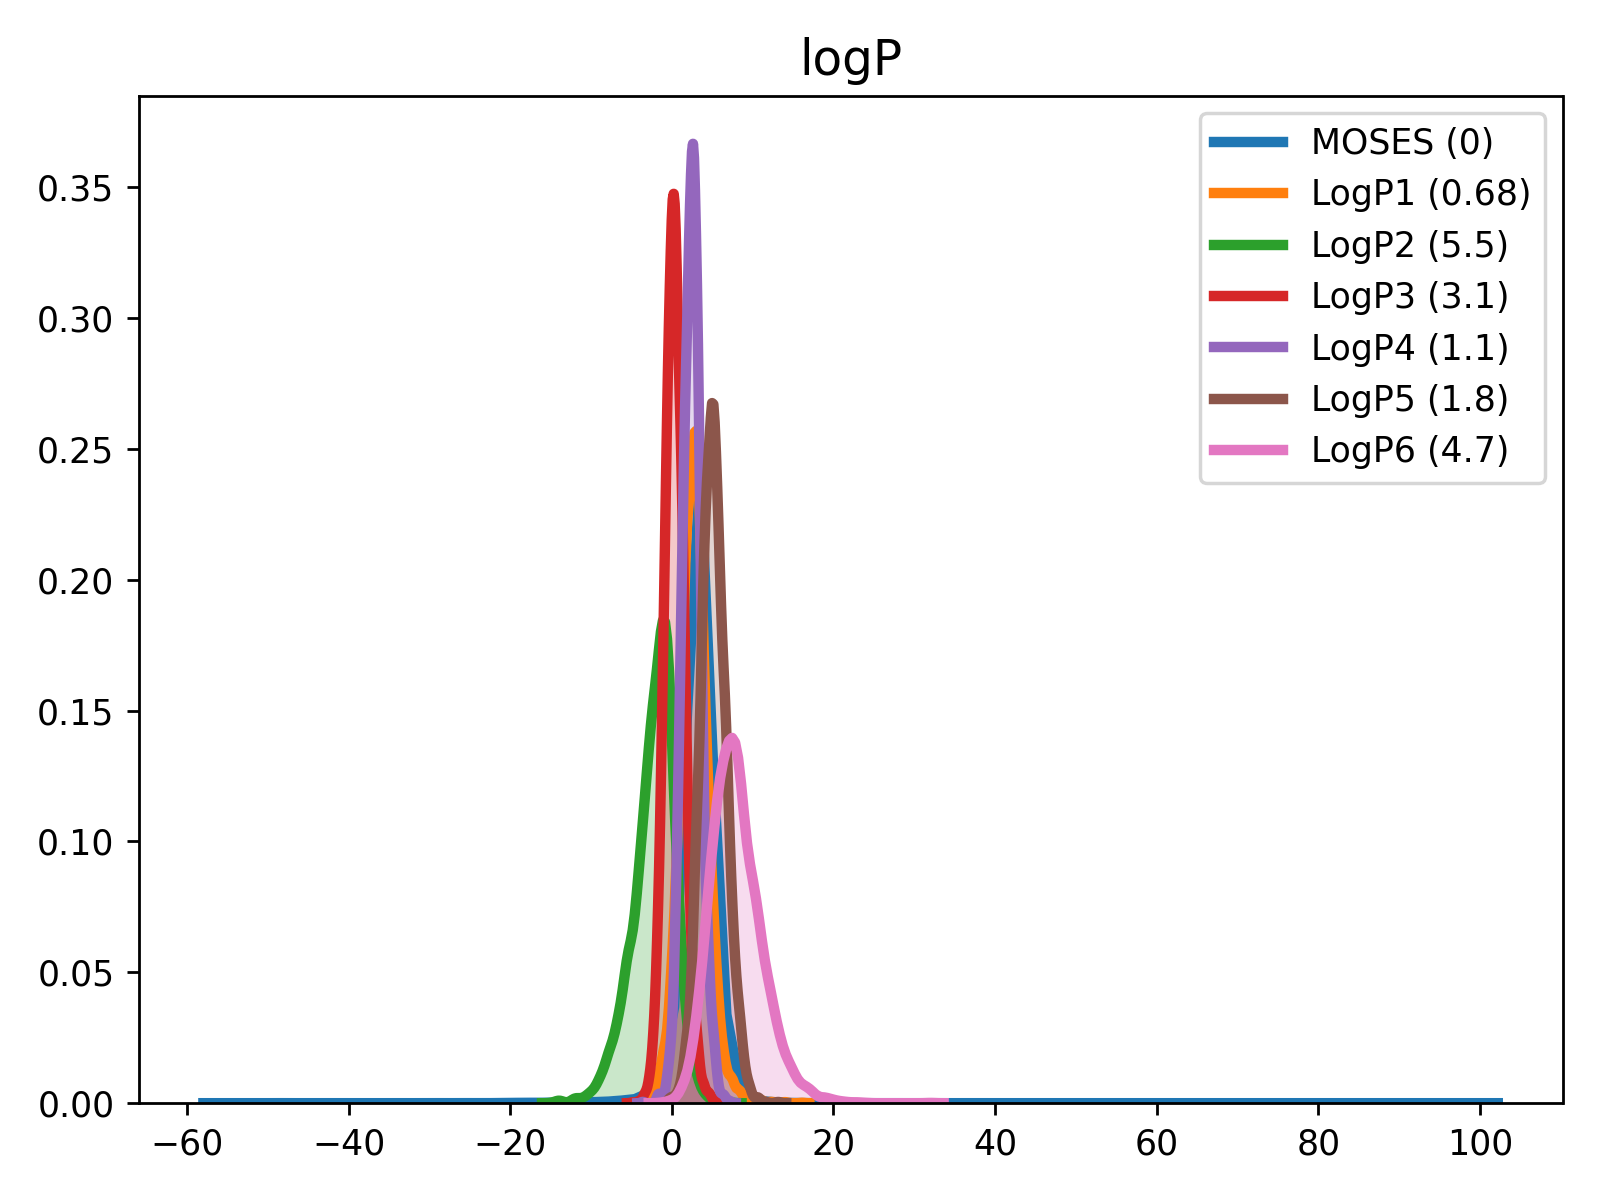 logP
MOSES (0)
LogP1 (0.68)
LogP2 (5.5)
LogP3 (3.1)
LogP4 (1.1)
LogP5 (1.8)
LogP6 (4.7)
0.35
0.30
0.25
0.20
0.15
0.10
0.05
0.00
−60 −40 −20 0 20 40 60 80 100